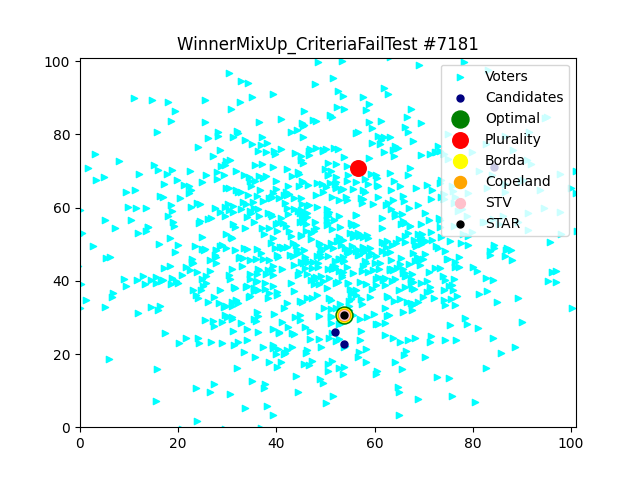 WinnerMixUp_CriteriaFailTest #7181
Voters
Candidates
Optimal
Plurality
Borda
Copeland
STV
STAR
100
80
60
40
20
0
0 20 40 60 80 100